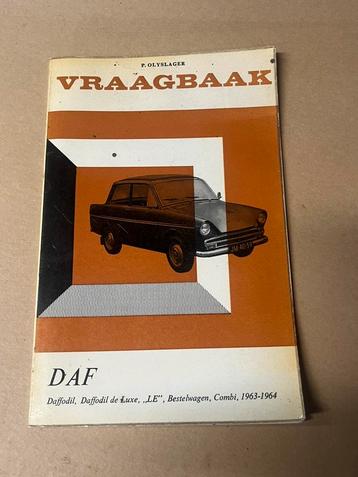 P. OLYSLAGER
VRAAGBAAK
DAF
Daffodil, Daffodil de Luxe, „LE”, Bestelwagen, Combi, 1963-1964